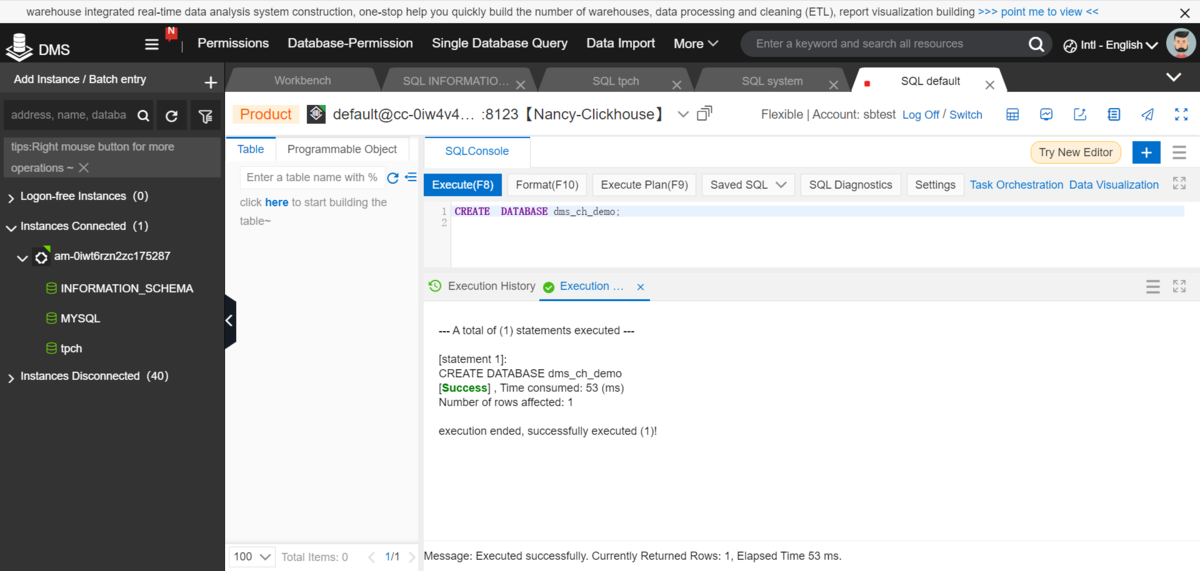 warehouse integrated real-time data analysis system construction, one-stop help you quickly build the number of warehouses, data processing and cleaning (ETL), report visualization building >>> point me to view <<
DMS
N
Permissions Database-Permission Single Database Query Data Import More
Enter a keyword and search all resources
Intl - English
Add Instance / Batch entry
Workbench
SQL INFORMATIO...
SQL tpch
SQL system
SQL default
address, name, databa
tips:Right mouse button for more
operations ~
Logon-free Instances (0)
Instances Connected (1)
am-0iwt6rzn2zc175287
INFORMATION_SCHEMA
MYSQL
tpch
Instances Disconnected (40)
Product
default@cc-0iw4v4... :8123【Nancy-Clickhouse】
Flexible | Account: sbtest Log Off / Switch
Table Programmable Object
Enter a table name with %
click here to start building the
table~
100 Total Items: 0 1/1
SQLConsole
Try New Editor
Execute(F8) Format(F10) Execute Plan(F9) Saved SQL SQL Diagnostics Settings Task Orchestration Data Visualization
1 CREATE DATABASE dms_ch_demo;
2
Execution History Execution ...
--- A total of (1) statements executed ---
[statement 1]:
CREATE DATABASE dms_ch_demo
[Success] , Time consumed: 53 (ms)
Number of rows affected: 1
execution ended, successfully executed (1)!
Message: Executed successfully. Currently Returned Rows: 1, Elapsed Time 53 ms.